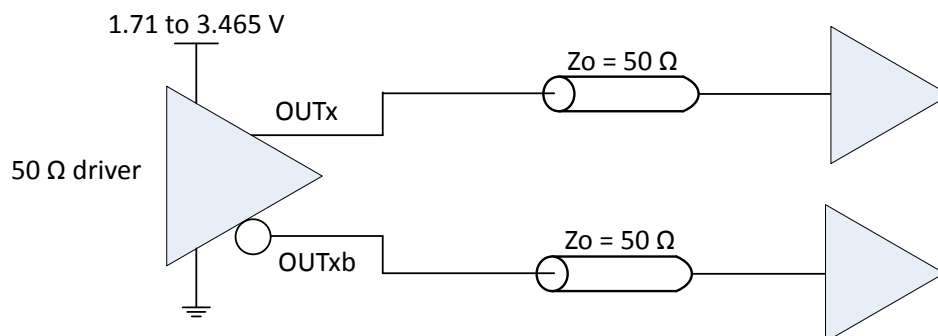 1.71 to 3.465 V
Zo = 50 Ω
OUTx
50 Ω driver
Zo = 50 Ω
OUTxb